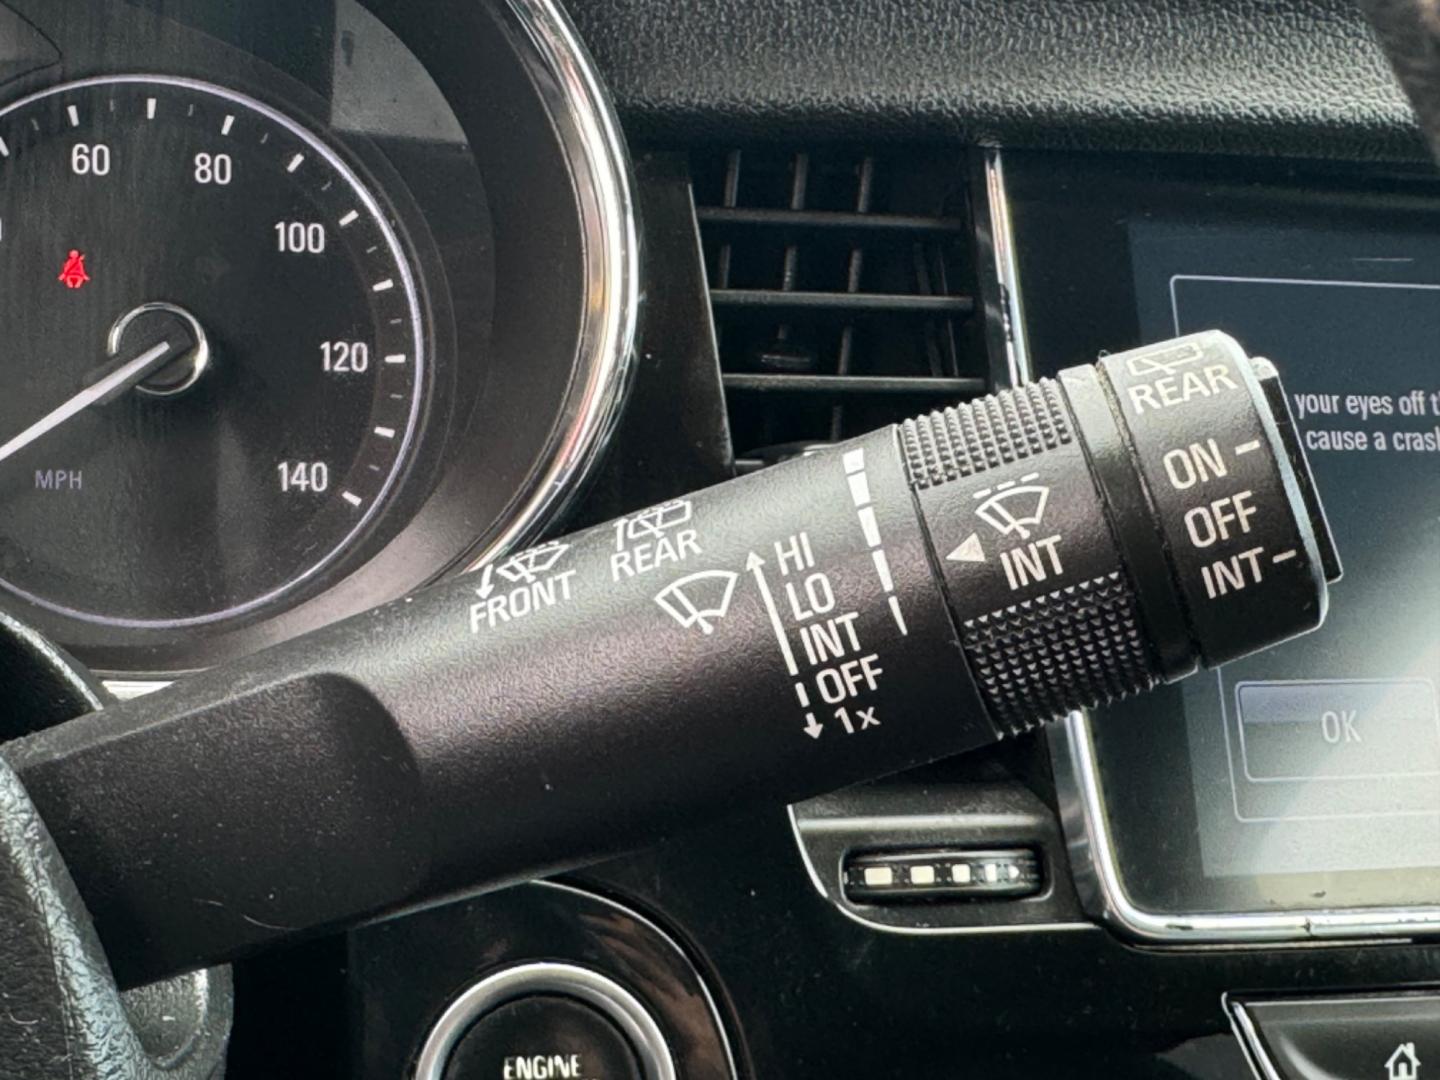 60
80
100
120
140
MPH
FRONT
REAR
HI
LO
INT
OFF
1x
INT
REAR
ON
OFF
INT
your eyes off
cause a
OK
ENGINE